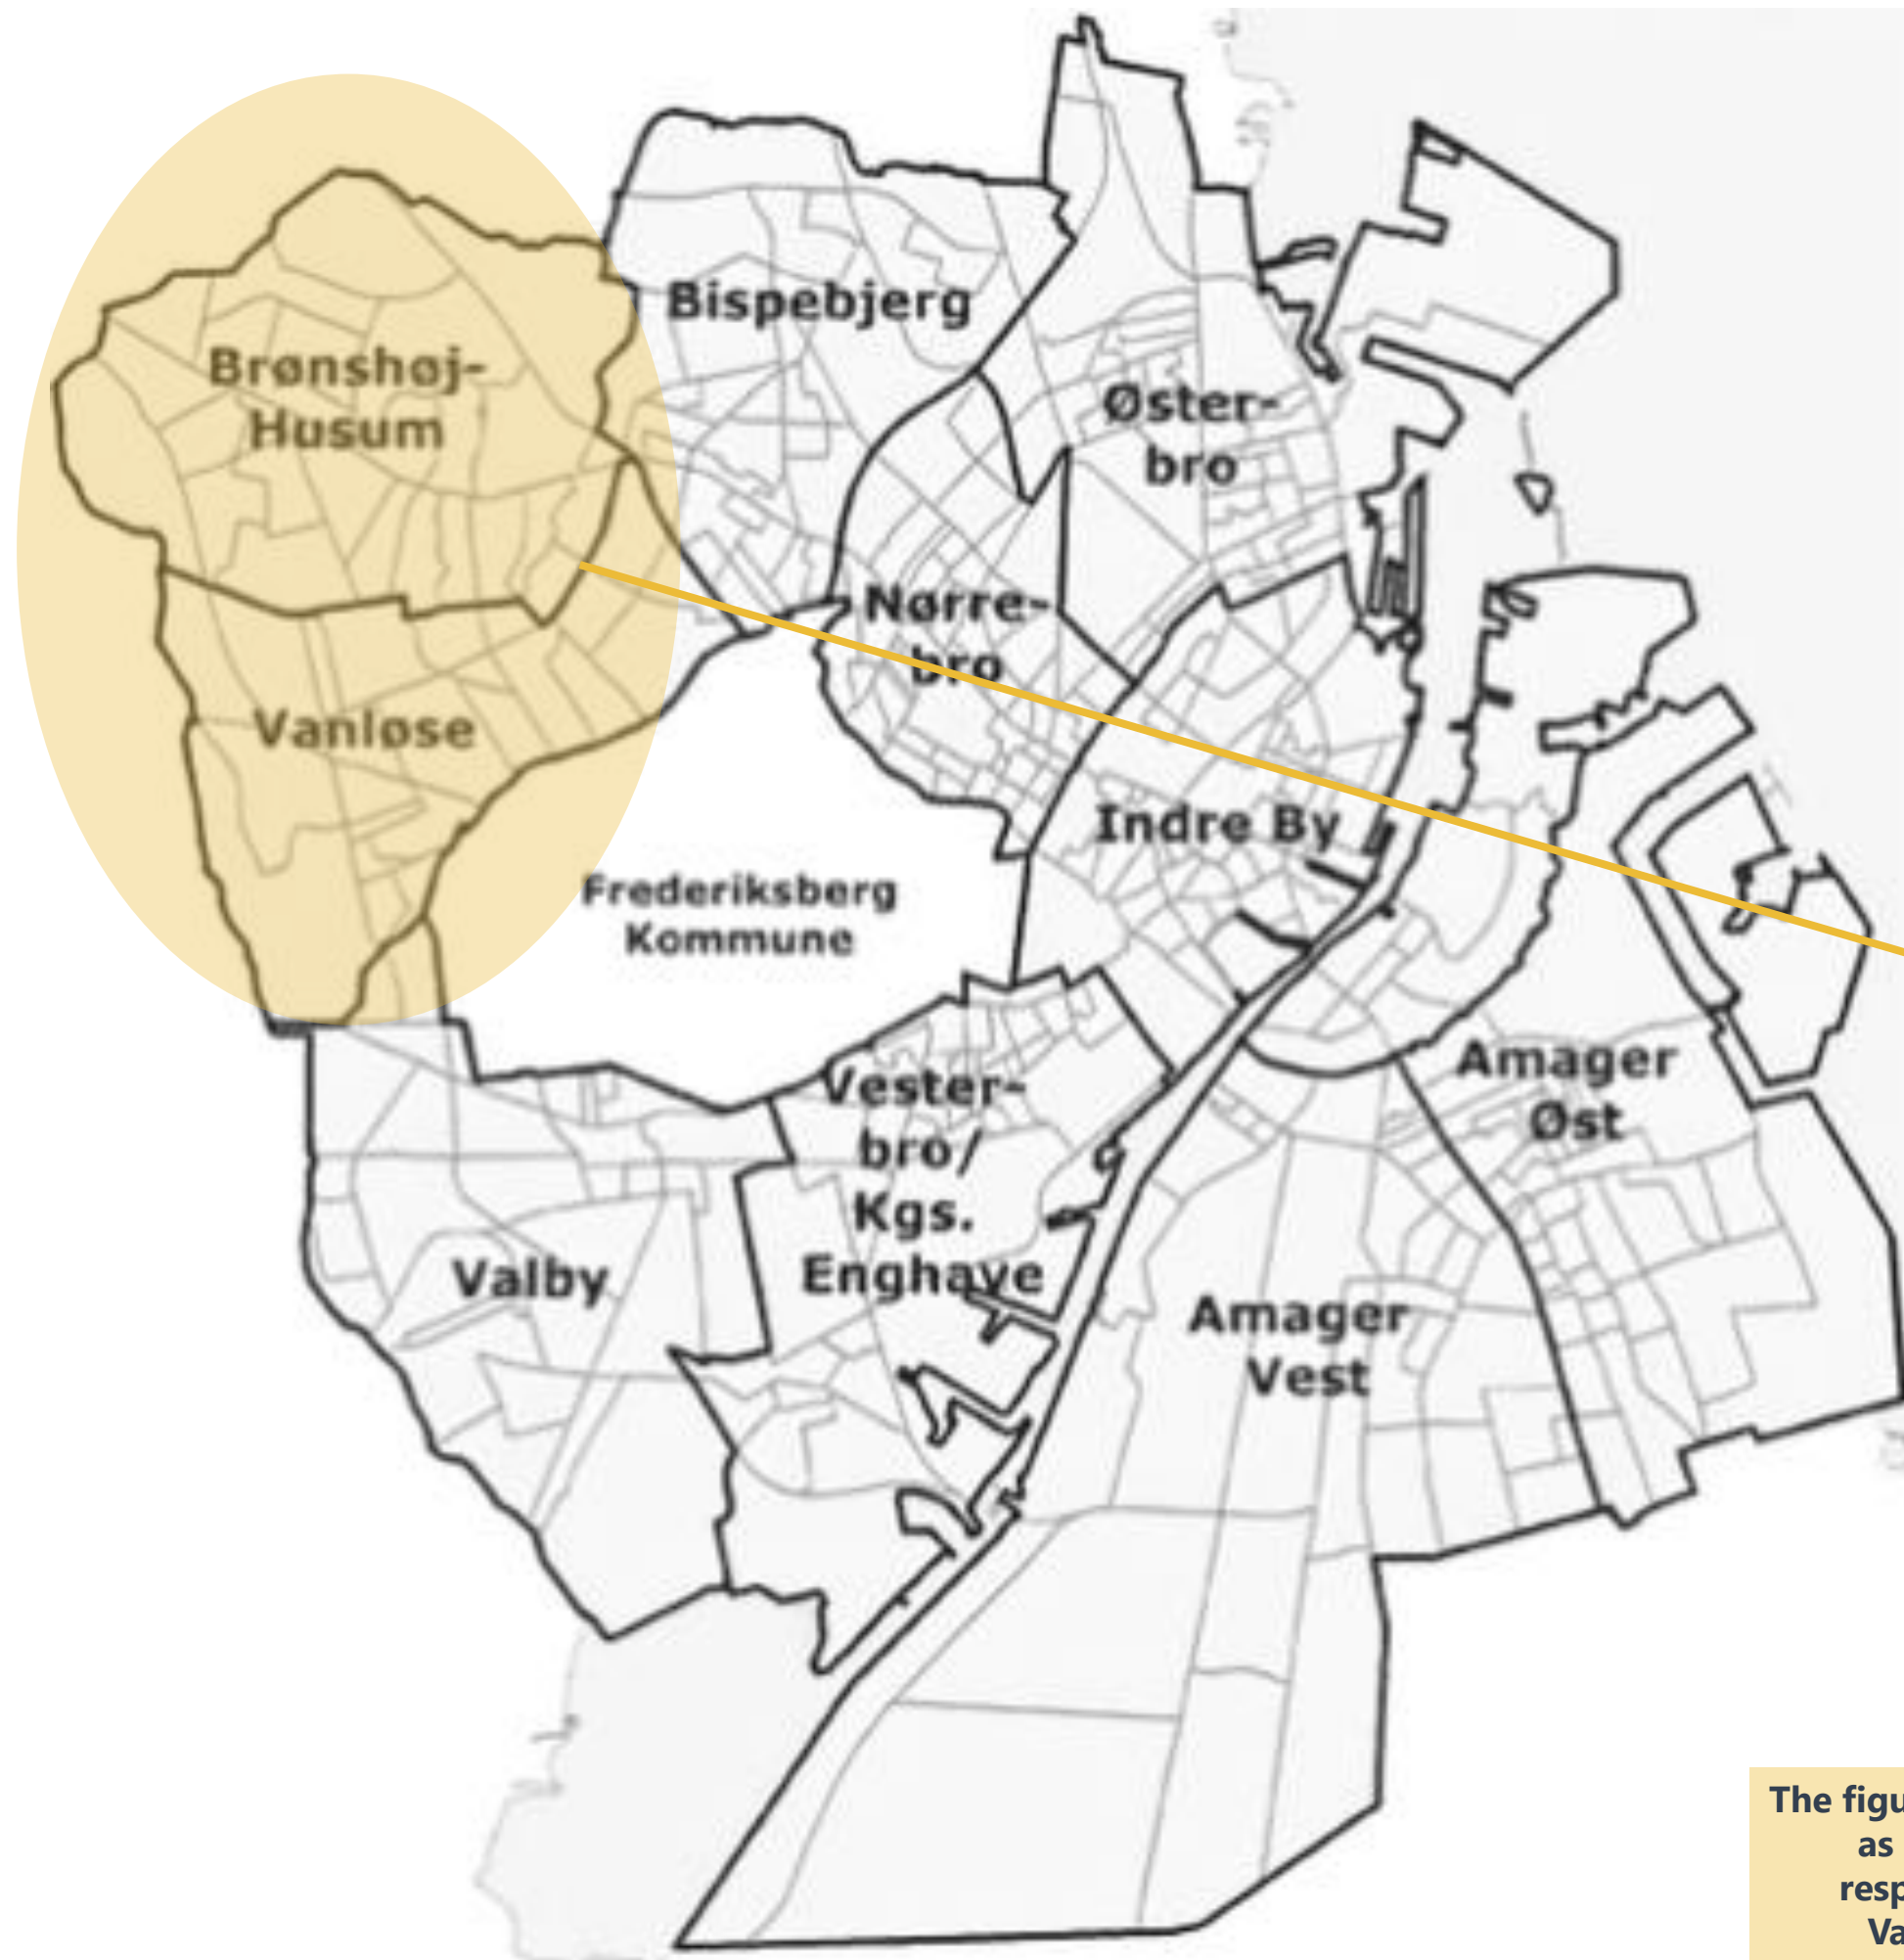 Bispebjerg
Brønshøj-
Husum
Øster-
bro
Nørre-
bro
Vanløse
Indre By
Frederiksberg
Kommune
Vester-
bro/
Kgs.
Enghave
Amager
Øst
Valby
Amager
Vest
The figu
as
resp
Va